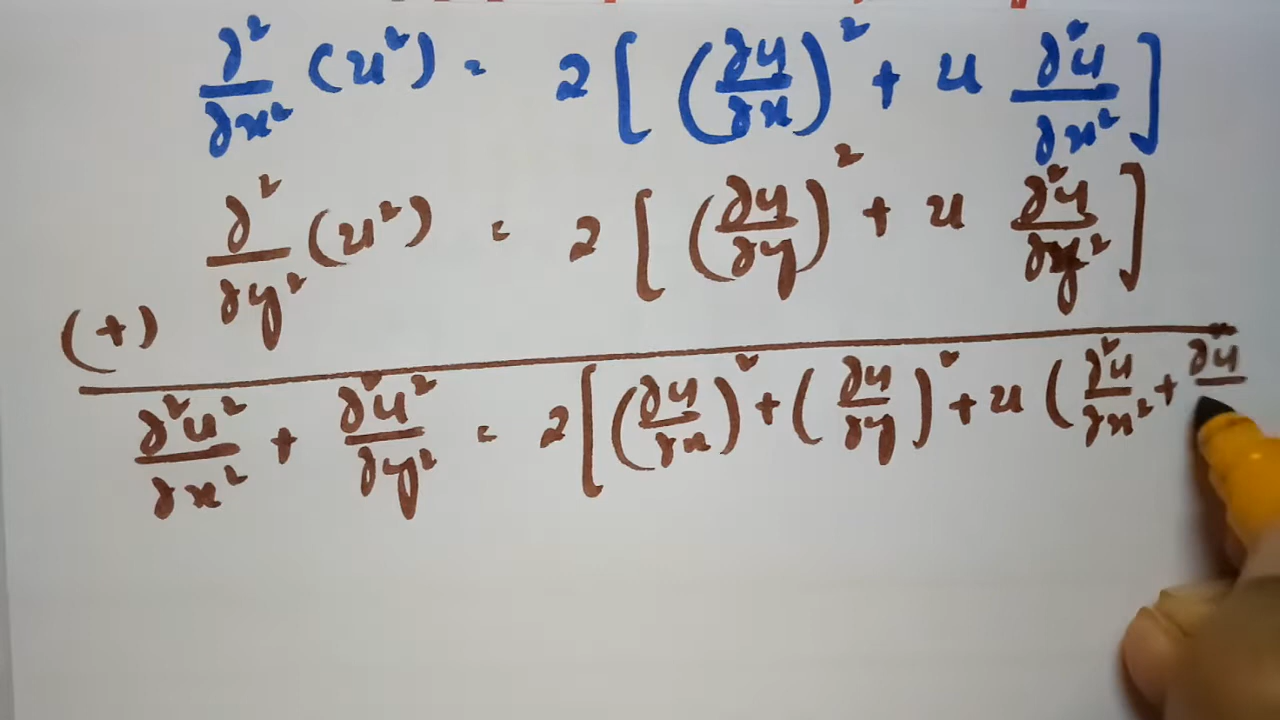 ∂²/∂x² (u²) = 2 [ (∂u/∂x)² + u ∂²u/∂x² ]
∂²/∂y² (u²) = 2 [ (∂u/∂y)² + u ∂²u/∂y² ]
(+)
∂²u²/∂x² + ∂²u²/∂y² = 2 [ (∂u/∂x)² + (∂u/∂y)² + u ( ∂²u/∂x² + ∂²u/